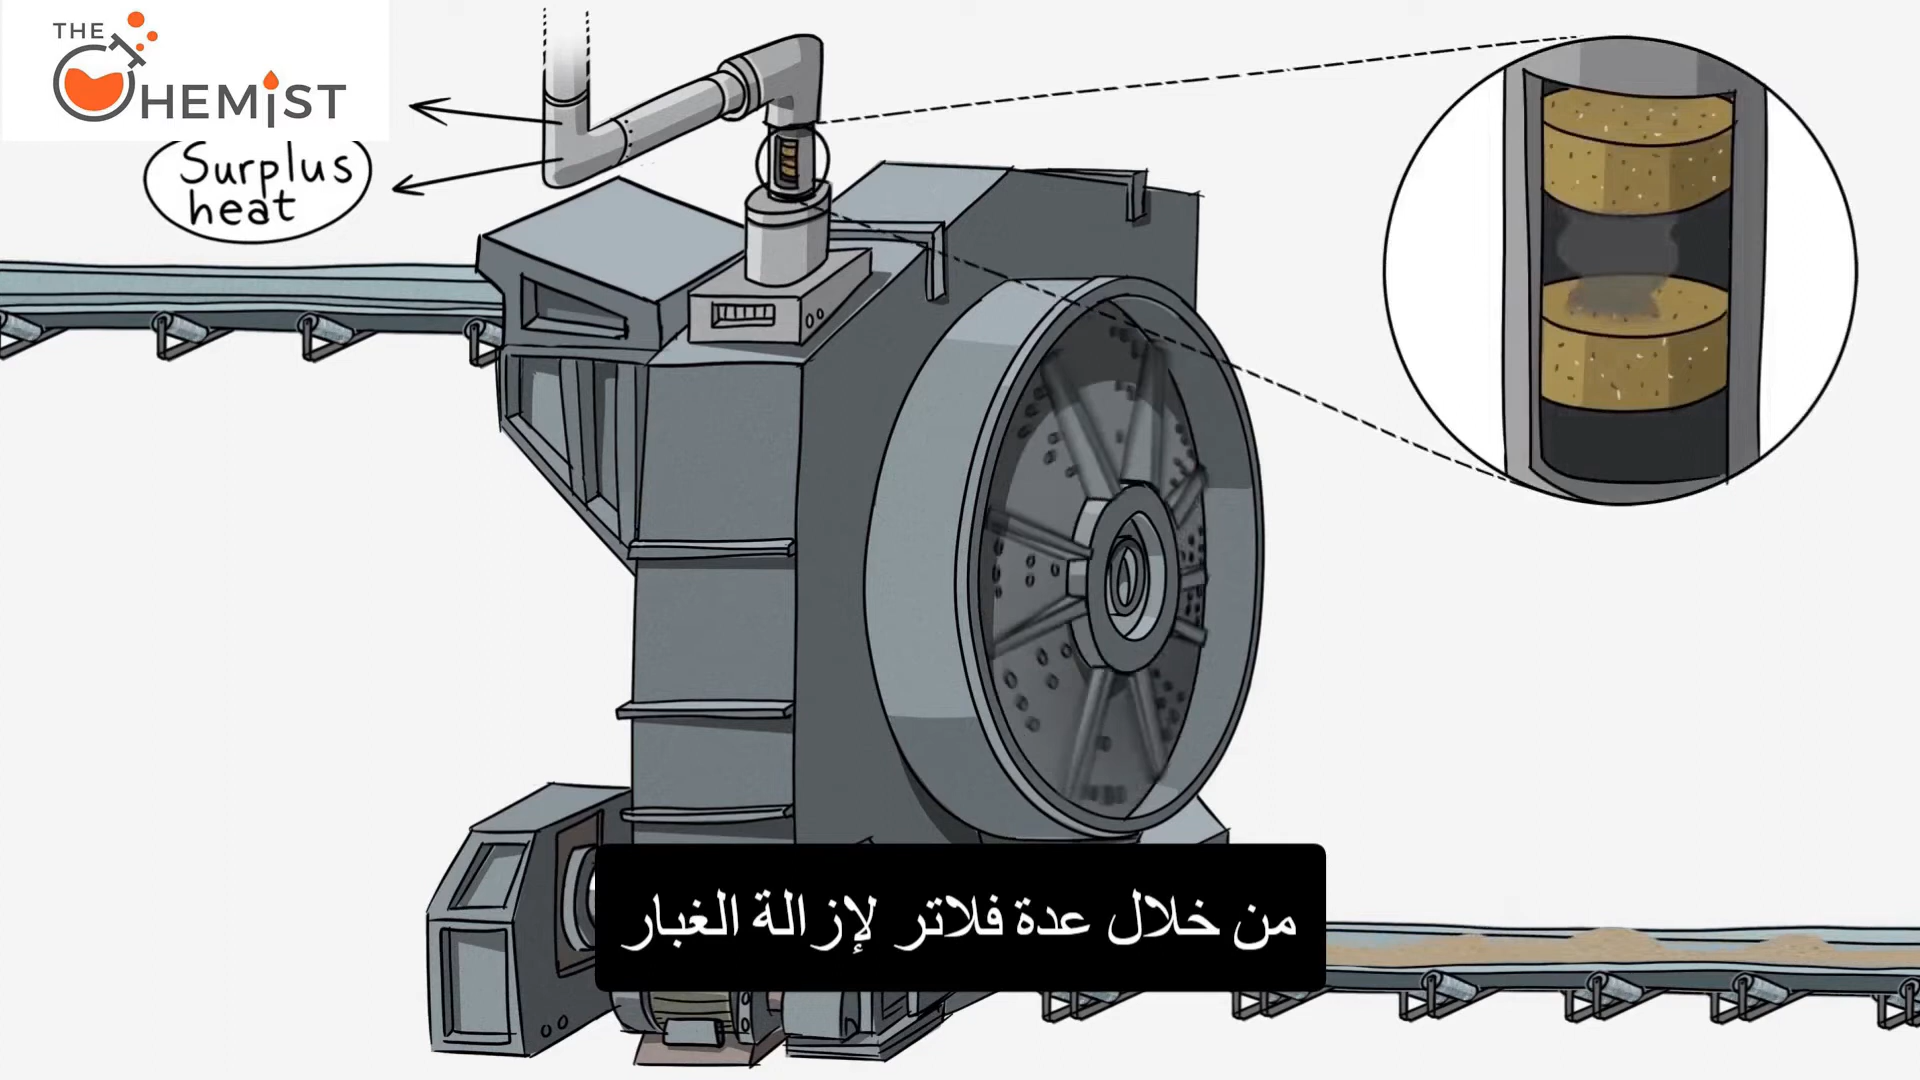 THE
CHEMIST
Surplus
heat
من خلال عدة فلاتر لإزالة الغبار